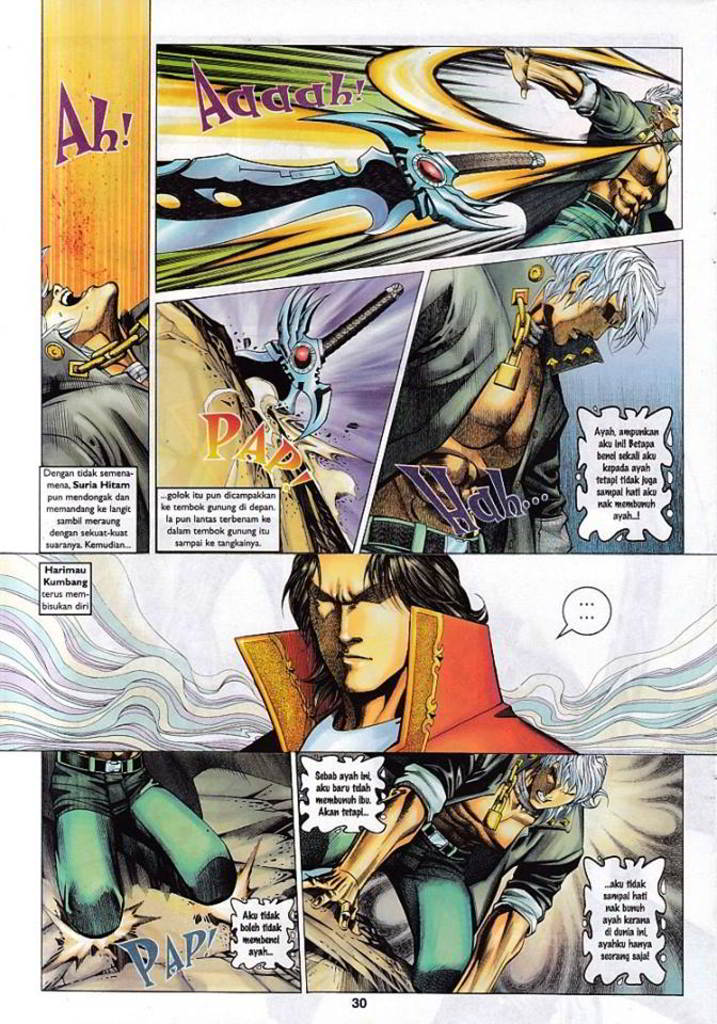 Ah!
Aaaaah!
Dengan tidak semena-
mena, Suria Hitam
pun mendongak dan
memandang ke langit
sambil meraung
dengan sekuat-kuat
suaranya. Kemudian...
PAP!
...golok itu pun dicampakkan
ke tembok gunung di depan.
Ia pun lantas terbenam ke
dalam tembok gunung itu
sampai ke tangkainya.
Hah...
Ayah, ampunkan
aku ini! Betapa
benci sekali aku
kepada ayah
tetapi tidak juga
sampai hati aku
nak membunuh
ayah...!
Harimau
Kumbang
terus mem-
bisukan diri
...
...
PAP!
Aku tidak
boleh tidak
membenci
ayah...
Sebab ayah ini,
aku baru telah
membunuh ibu.
Akan tetapi...
...aku tidak
sampai hati
nak bunuh
ayah kerana
di dunia ini,
ayahku hanya
seorang saja!
30